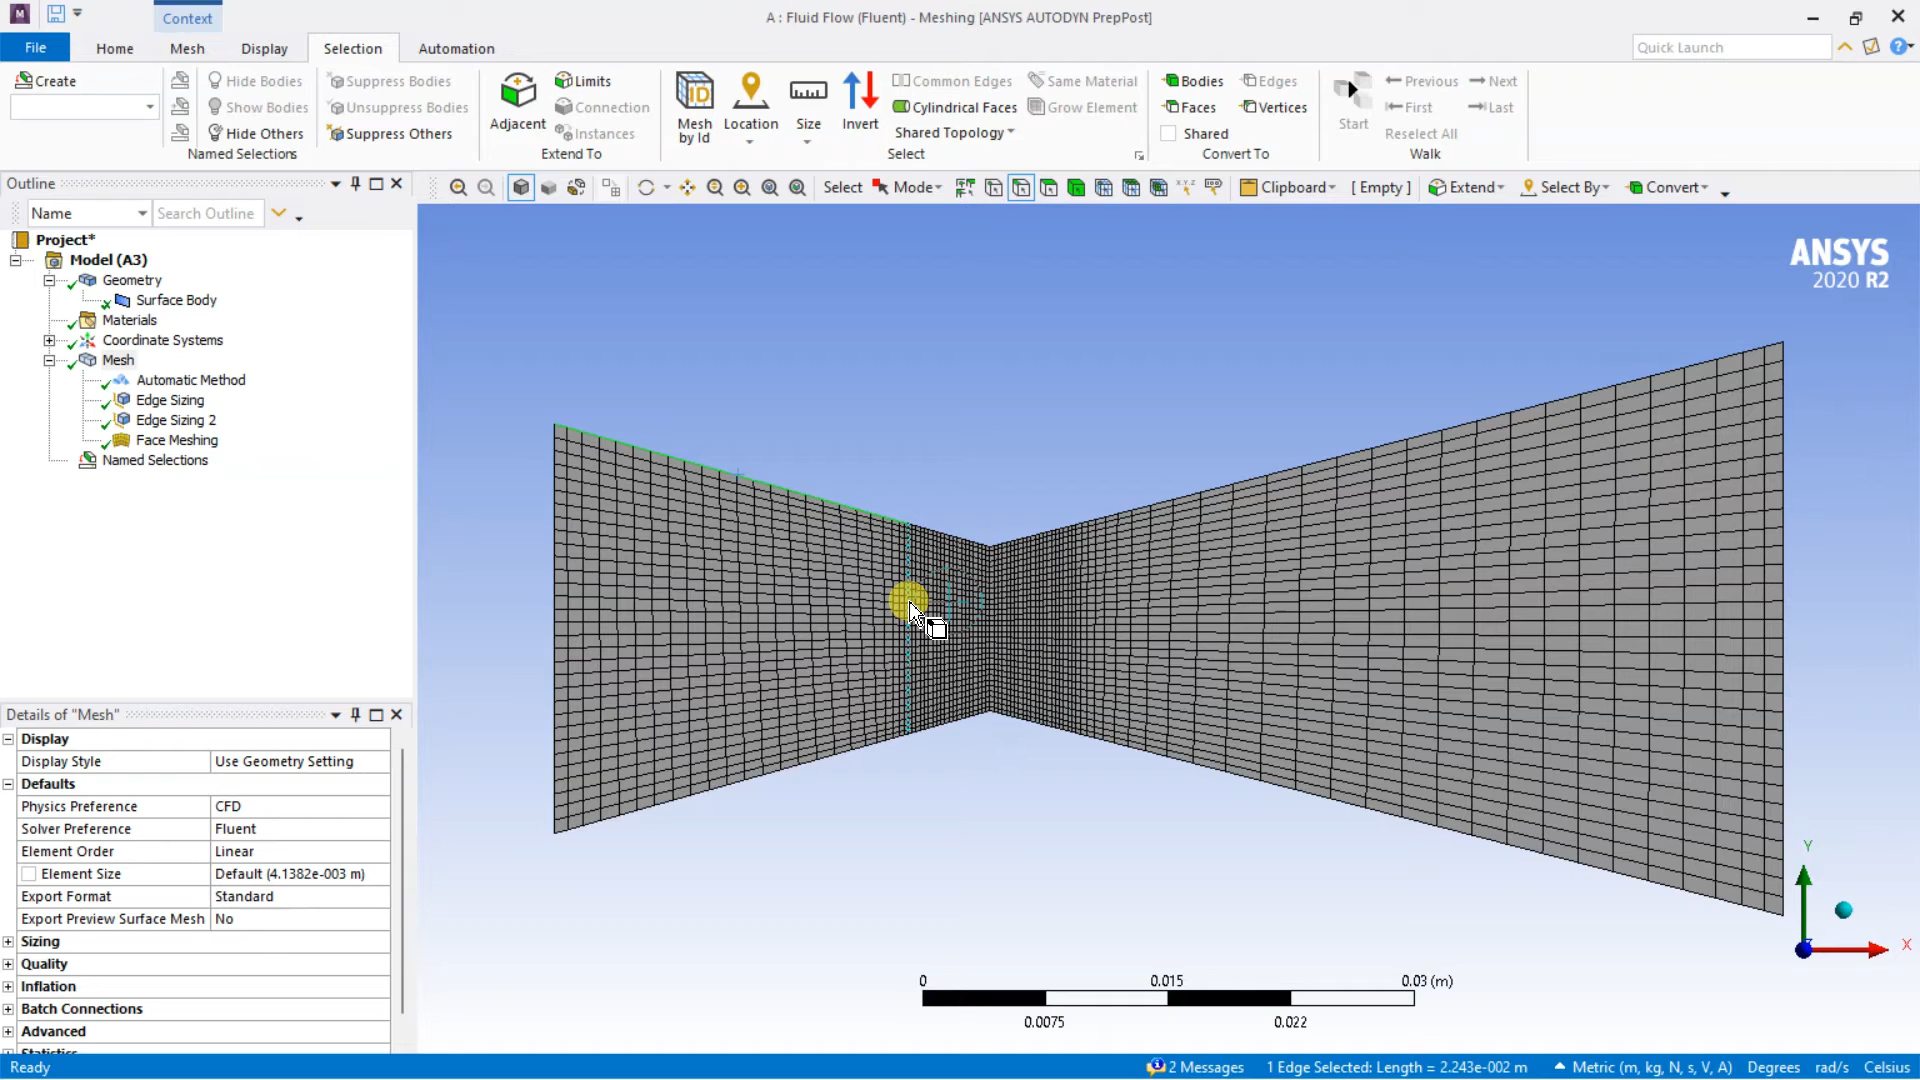 Context
A : Fluid Flow (Fluent) - Meshing [ANSYS AUTODYN PrepPost]
File Home Mesh Display Selection Automation
Quick Launch
Create
Hide Bodies
Show Bodies
Hide Others
Named Selections
Suppress Bodies
Unsuppress Bodies
Suppress Others
Adjacent
Limits
Connection
Instances
Extend To
Mesh
by Id
Location
Size
Invert
Common Edges
Cylindrical Faces
Shared Topology
Same Material
Grow Element
Select
Bodies
Edges
Faces
Vertices
Shared
Convert To
Start
Previous
Next
First
Last
Reselect All
Walk
Outline
Name
Search Outline
Select Mode Clipboard [ Empty ] Extend Select By Convert
Project*
Model (A3)
Geometry
Surface Body
Materials
Coordinate Systems
Mesh
Automatic Method
Edge Sizing
Edge Sizing 2
Face Meshing
Named Selections
ANSYS
2020 R2
Details of "Mesh"
Display
Display Style Use Geometry Setting
Defaults
Physics Preference CFD
Solver Preference Fluent
Element Order Linear
Element Size Default (4.1382e-003 m)
Export Format Standard
Export Preview Surface Mesh No
Sizing
Quality
Inflation
Batch Connections
Advanced
Statistics
Y
X
0 0.015 0.03 (m)
0.0075 0.022
Ready 2 Messages 1 Edge Selected: Length = 2.243e-002 m Metric (m, kg, N, s, V, A) Degrees rad/s Celsius